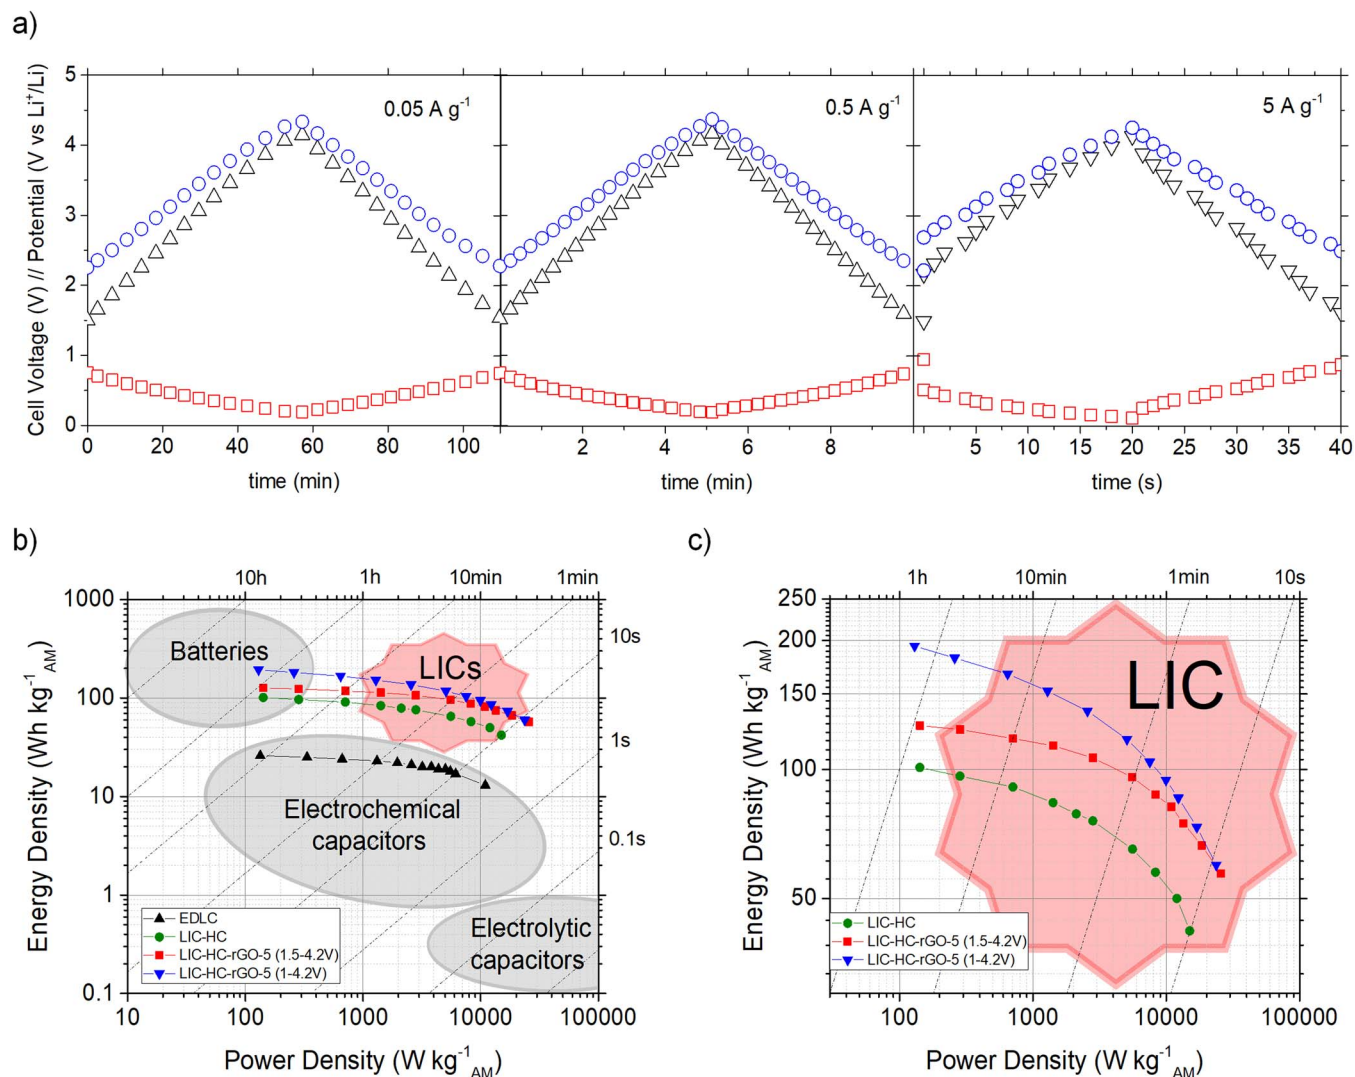 a)
Cell Voltage (V) // Potential (V vs Li⁺/Li)
5
4
3
2
1
0
0.05 A g⁻¹
0.5 A g⁻¹
5 A g⁻¹
0 20 40 60 80 100
2 4 6 8
5 10 15 20 25 30 35 40
time (min)
time (min)
time (s)
b)
10h 1h 10min 1min
Energy Density (Wh kg⁻¹AM)
1000
100
10
1
0.1
10s
1s
0.1s
Batteries
LICs
Electrochemical
capacitors
Electrolytic
capacitors
EDLC
LIC-HC
LIC-HC-rGO-5 (1.5-4.2V)
LIC-HC-rGO-5 (1-4.2V)
10 100 1000 10000 100000
Power Density (W kg⁻¹AM)
c)
1h 10min 1min 10s
Energy Density (Wh kg⁻¹AM)
250
200
150
100
50
LIC
LIC-HC
LIC-HC-rGO-5 (1.5-4.2V)
LIC-HC-rGO-5 (1-4.2V)
100 1000 10000 100000
Power Density (W kg⁻¹AM)